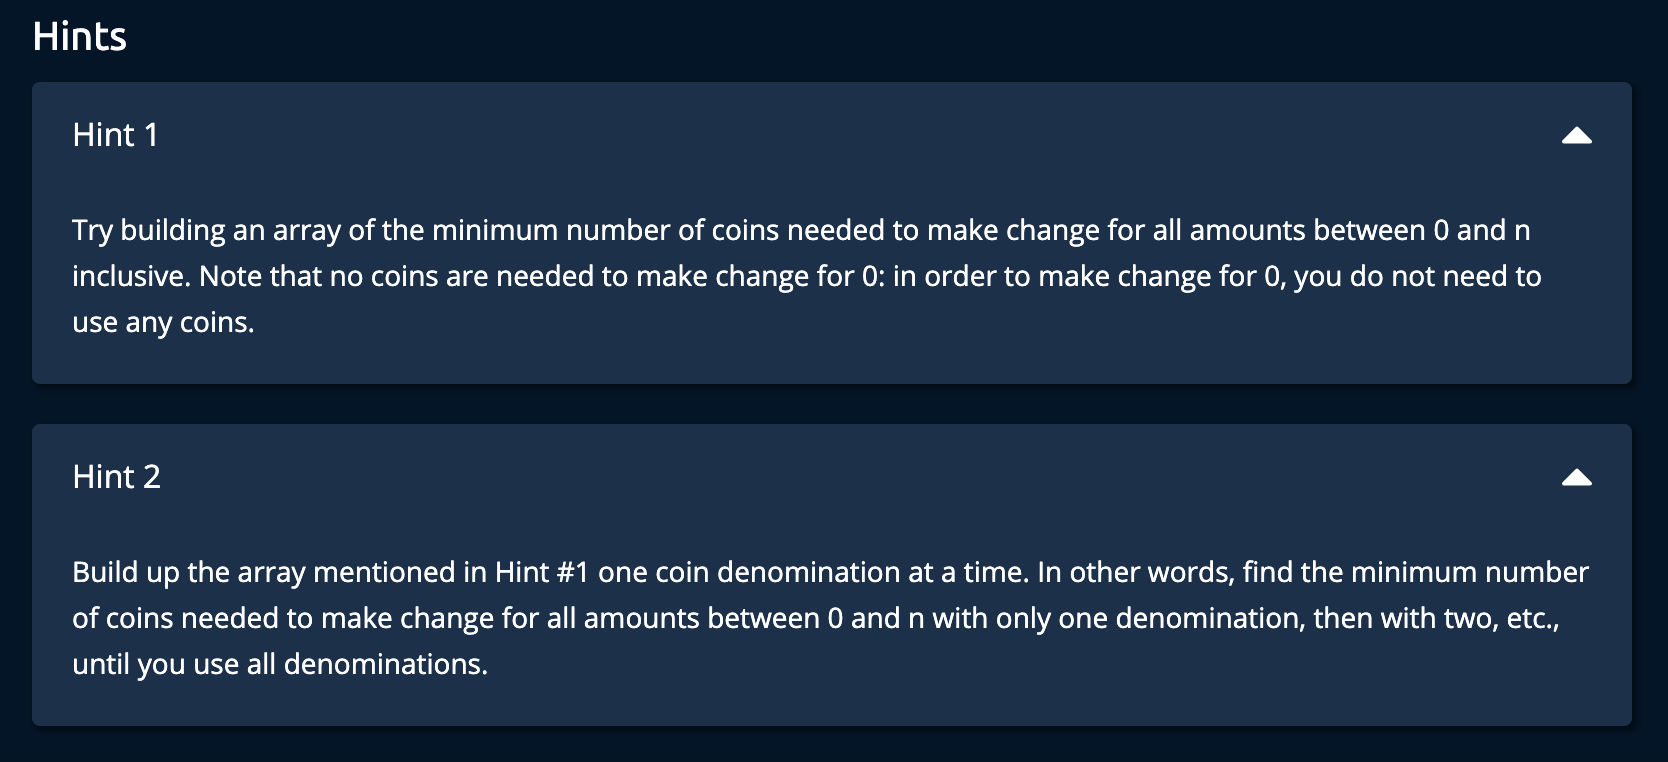 Hints
Hint 1
Try building an array of the minimum number of coins needed to make change for all amounts between 0 and n
inclusive. Note that no coins are needed to make change for 0: in order to make change for 0, you do not need to
use any coins.
Hint 2
Build up the array mentioned in Hint #1 one coin denomination at a time. In other words, find the minimum number
of coins needed to make change for all amounts between 0 and n with only one denomination, then with two, etc.,
until you use all denominations.